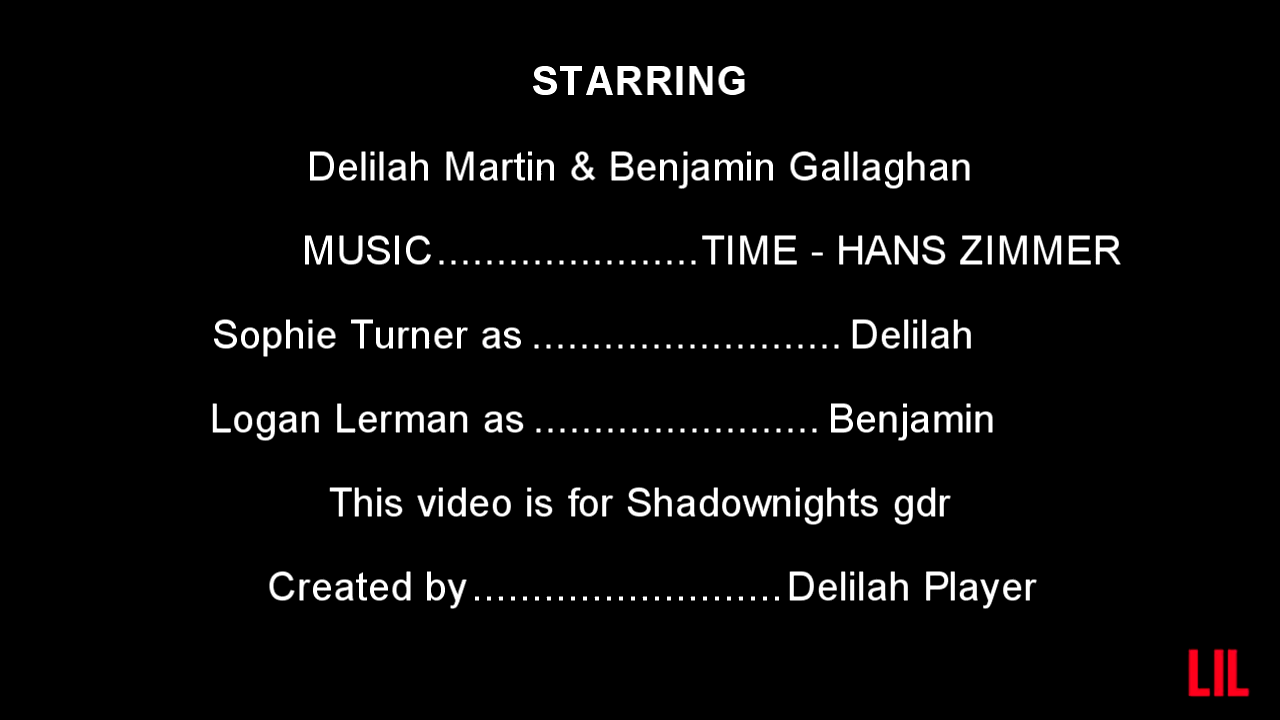 STARRING
Delilah Martin & Benjamin Gallaghan
MUSIC......................TIME - HANS ZIMMER
Sophie Turner as .......................... Delilah
Logan Lerman as ........................ Benjamin
This video is for Shadownights gdr
Created by..........................Delilah Player
LIL